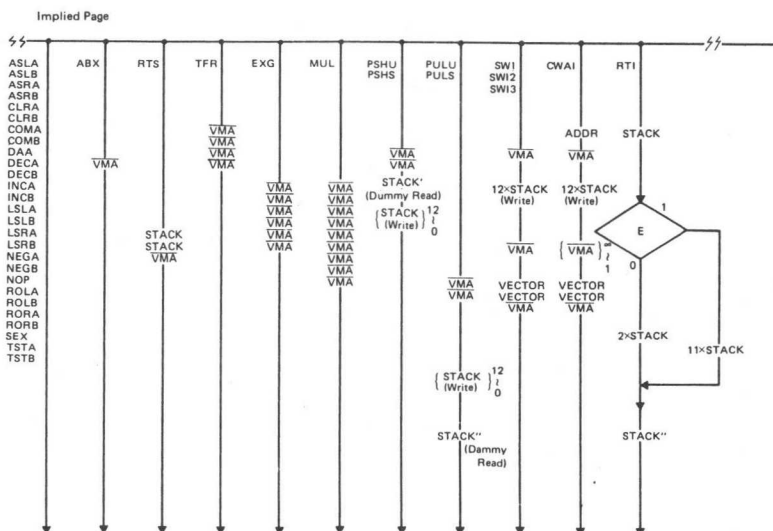 Implied Page
ASLA
ASLB
ASRA
ASRB
CLRA
CLRB
COMA
COMB
DAA
DECA
DECB
INCA
INCB
LSLA
LSLB
LSRA
LSRB
NEGA
NEGB
NOP
ROLA
ROLB
RORA
RORB
SEX
TSTA
TSTB
ABX
VMA
RTS
STACK
STACK
VMA
TFR
VMA
VMA
VMA
VMA
EXG
VMA
VMA
VMA
VMA
VMA
VMA
MUL
VMA
VMA
VMA
VMA
VMA
VMA
VMA
VMA
VMA
PSHU
PSHS
VMA
VMA
STACK'
(Dummy Read)
{ STACK } 12
(Write) ~
0
PULU
PULS
VMA
VMA
{ STACK } 12
(Write) ~
0
STACK''
(Dammy
Read)
SWI
SWI2
SWI3
VMA
12×STACK
(Write)
VMA
VECTOR
VECTOR
VMA
CWAI
ADDR
VMA
12×STACK
(Write)
{ VMA } ∞
~
1
VECTOR
VECTOR
VMA
RTI
STACK
E
1
0
2×STACK
11×STACK
STACK''